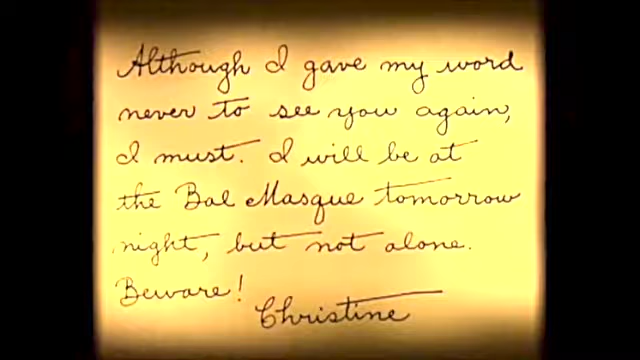 Although I gave my word
never to see you again,
I must. I will be at
the Bal Masque tomorrow
night, but not alone.
Beware!
Christine